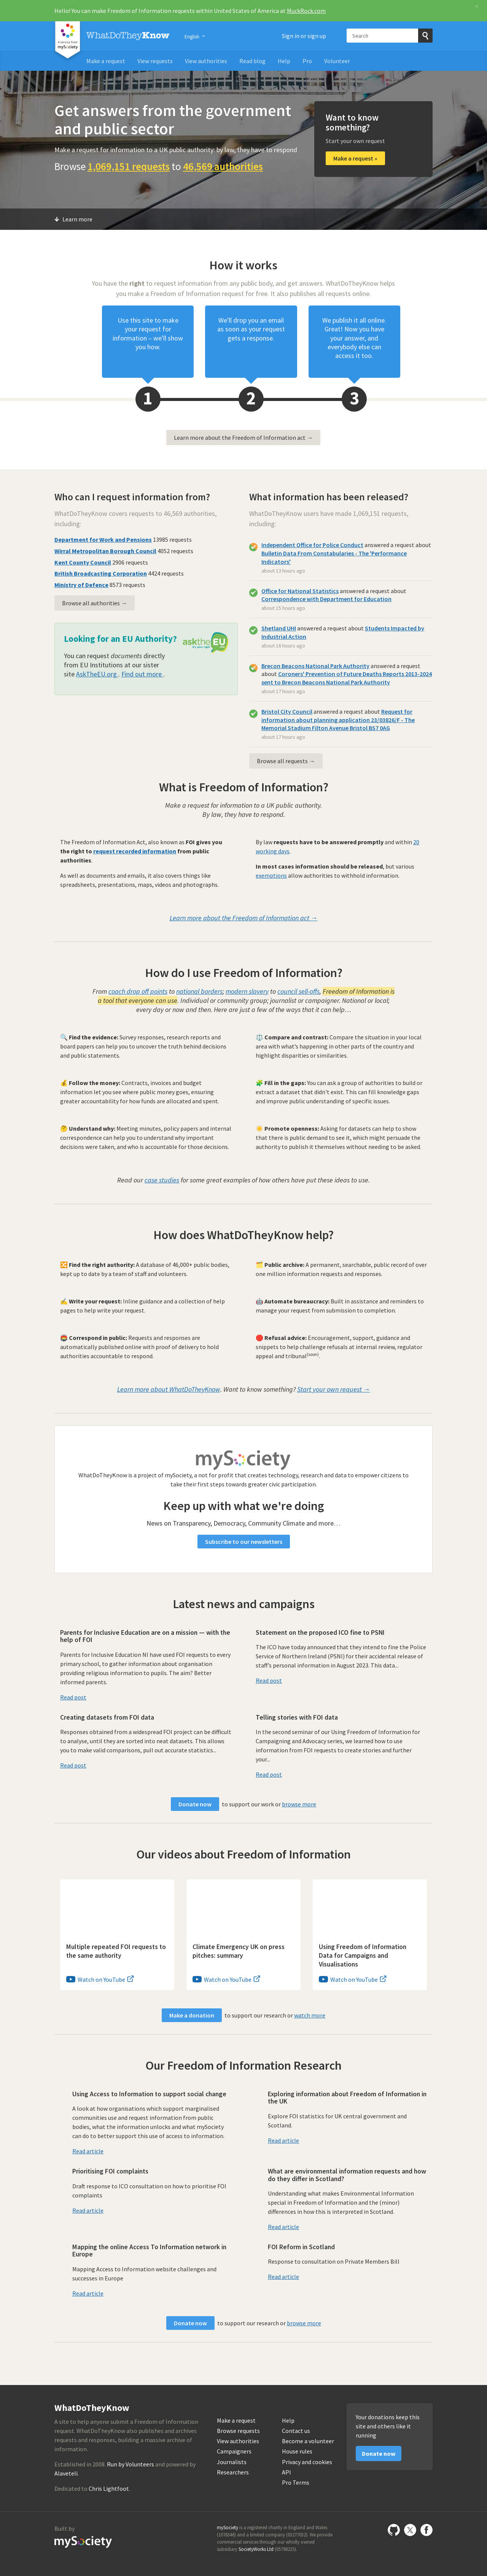 Hello! You can make Freedom of Information requests within United States of America at MuckRock.com
×
mySociety
WhatDoTheyKnow
English
Sign in or sign up
Search
Make a request
View requests
View authorities
Read blog
Help
Pro
Volunteer
Get answers from the government
and public sector
Make a request for information to a UK public authority: by law, they have to respond
Browse 1,069,151 requests to 46,569 authorities
Want to know
something?
Start your own request
Make a request »
Learn more
How it works
You have the right to request information from any public body, and get answers. WhatDoTheyKnow helps
you make a Freedom of Information request for free. It also publishes all requests online.
Use this site to make
your request for
information – we'll show
you how.
We'll drop you an email
as soon as your request
gets a response.
We publish it all online.
Great! Now you have
your answer, and
everybody else can
access it too.
1
2
3
Learn more about the Freedom of Information act →
Who can I request information from?
WhatDoTheyKnow covers requests to 46,569 authorities,
including:
Department for Work and Pensions 13985 requests
Wirral Metropolitan Borough Council 4052 requests
Kent County Council 2906 requests
British Broadcasting Corporation 4424 requests
Ministry of Defence 8573 requests
Browse all authorities →
Looking for an EU Authority?
You can request documents directly
from EU Institutions at our sister
site AskTheEU.org . Find out more .
asktheEU
What information has been released?
WhatDoTheyKnow users have made 1,069,151 requests,
including:
Independent Office for Police Conduct answered a request about
Bulletin Data From Constabularies - The 'Performance
Indicators'
about 13 hours ago
Office for National Statistics answered a request about
Correspondence with Department for Education
about 15 hours ago
Shetland UHI answered a request about Students Impacted by
Industrial Action
about 16 hours ago
Brecon Beacons National Park Authority answered a request
about Coroners' Prevention of Future Deaths Reports 2013-2024
sent to Brecon Beacons National Park Authority
about 17 hours ago
Bristol City Council answered a request about Request for
information about planning application 23/03826/F - The
Memorial Stadium Filton Avenue Bristol BS7 0AG
about 17 hours ago
Browse all requests →
What is Freedom of Information?
Make a request for information to a UK public authority.
By law, they have to respond.
The Freedom of Information Act, also known as FOI gives you
the right to request recorded information from public
authorities.
As well as documents and emails, it also covers things like
spreadsheets, presentations, maps, videos and photographs.
By law requests have to be answered promptly and within 20
working days.
In most cases information should be released, but various
exemptions allow authorities to withhold information.
Learn more about the Freedom of Information act →
How do I use Freedom of Information?
From coach drop off points to national borders; modern slavery to council sell-offs, Freedom of Information is
a tool that everyone can use. Individual or community group; journalist or campaigner. National or local;
every day or now and then. Here are just a few of the ways that it can help…
🔍 Find the evidence: Survey responses, research reports and
board papers can help you to uncover the truth behind decisions
and public statements.
⚖️ Compare and contrast: Compare the situation in your local
area with what's happening in other parts of the country and
highlight disparities or similarities.
💰 Follow the money: Contracts, invoices and budget
information let you see where public money goes, ensuring
greater accountability for how funds are allocated and spent.
🧩 Fill in the gaps: You can ask a group of authorities to build or
extract a dataset that didn't exist. This can fill knowledge gaps
and improve public understanding of specific issues.
🤔 Understand why: Meeting minutes, policy papers and internal
correspondence can help you to understand why important
decisions were taken, and who is accountable for those decisions.
☀️ Promote openness: Asking for datasets can help to show
that there is public demand to see it, which might persuade the
authority to publish it themselves without needing to be asked.
Read our case studies for some great examples of how others have put these ideas to use.
How does WhatDoTheyKnow help?
🔀 Find the right authority: A database of 46,000+ public bodies,
kept up to date by a team of staff and volunteers.
🗂️ Public archive: A permanent, searchable, public record of over
one million information requests and responses.
✍️ Write your request: Inline guidance and a collection of help
pages to help write your request.
🤖 Automate bureaucracy: Built in assistance and reminders to
manage your request from submission to completion.
📯 Correspond in public: Requests and responses are
automatically published online with proof of delivery to hold
authorities accountable to respond.
🛑 Refusal advice: Encouragement, support, guidance and
snippets to help challenge refusals at internal review, regulator
appeal and tribunal(soon).
Learn more about WhatDoTheyKnow. Want to know something? Start your own request →
mySociety
WhatDoTheyKnow is a project of mySociety, a not for profit that creates technology, research and data to empower citizens to
take their first steps towards greater civic participation.
Keep up with what we're doing
News on Transparency, Democracy, Community Climate and more…
Subscribe to our newsletters
Latest news and campaigns
Parents for Inclusive Education are on a mission — with the
help of FOI
Parents for Inclusive Education NI have used FOI requests to every
primary school, to gather information about organisation
providing religious information to pupils. The aim? Better
informed parents.
Read post
Statement on the proposed ICO fine to PSNI
The ICO have today announced that they intend to fine the Police
Service of Northern Ireland (PSNI) for their accidental release of
staff's personal information in August 2023. This data...
Read post
Creating datasets from FOI data
Responses obtained from a widespread FOI project can be difficult
to analyse, until they are sorted into neat datasets. This allows
you to make valid comparisons, pull out accurate statistics...
Read post
Telling stories with FOI data
In the second seminar of our Using Freedom of Information for
Campaigning and Advocacy series, we learned how to use
information from FOI requests to create stories and further
your...
Read post
Donate now to support our work or browse more
Our videos about Freedom of Information
Multiple repeated FOI requests to
the same authority
Watch on YouTube
Climate Emergency UK on press
pitches: summary
Watch on YouTube
Using Freedom of Information
Data for Campaigns and
Visualisations
Watch on YouTube
Make a donation to support our research or watch more
Our Freedom of Information Research
Using Access to Information to support social change
A look at how organisations which support marginalised
communities use and request information from public
bodies, what the information unlocks and what mySociety
can do to better support this use of access to information.
Read article
Exploring information about Freedom of Information in
the UK
Explore FOI statistics for UK central government and
Scotland.
Read article
Prioritising FOI complaints
Draft response to ICO consultation on how to prioritise FOI
complaints
Read article
What are environmental information requests and how
do they differ in Scotland?
Understanding what makes Environmental Information
special in Freedom of Information and the (minor)
differences in how this is interpreted in Scotland.
Read article
Mapping the online Access To Information network in
Europe
Mapping Access to Information website challenges and
successes in Europe
Read article
FOI Reform in Scotland
Response to consultation on Private Members Bill
Read article
Donate now to support our research or browse more
WhatDoTheyKnow
A site to help anyone submit a Freedom of Information
request. WhatDoTheyKnow also publishes and archives
requests and responses, building a massive archive of
information.
Established in 2008. Run by Volunteers and powered by
Alaveteli
Dedicated to Chris Lightfoot.
Make a request
Browse requests
View authorities
Campaigners
Journalists
Researchers
Help
Contact us
Become a volunteer
House rules
Privacy and cookies
API
Pro Terms
Your donations keep this
site and others like it
running
Donate now
Built by
mySociety
mySociety is a registered charity in England and Wales
(1076346) and a limited company (03277032). We provide
commercial services through our wholly owned
subsidiary SocietyWorks Ltd (05798215).